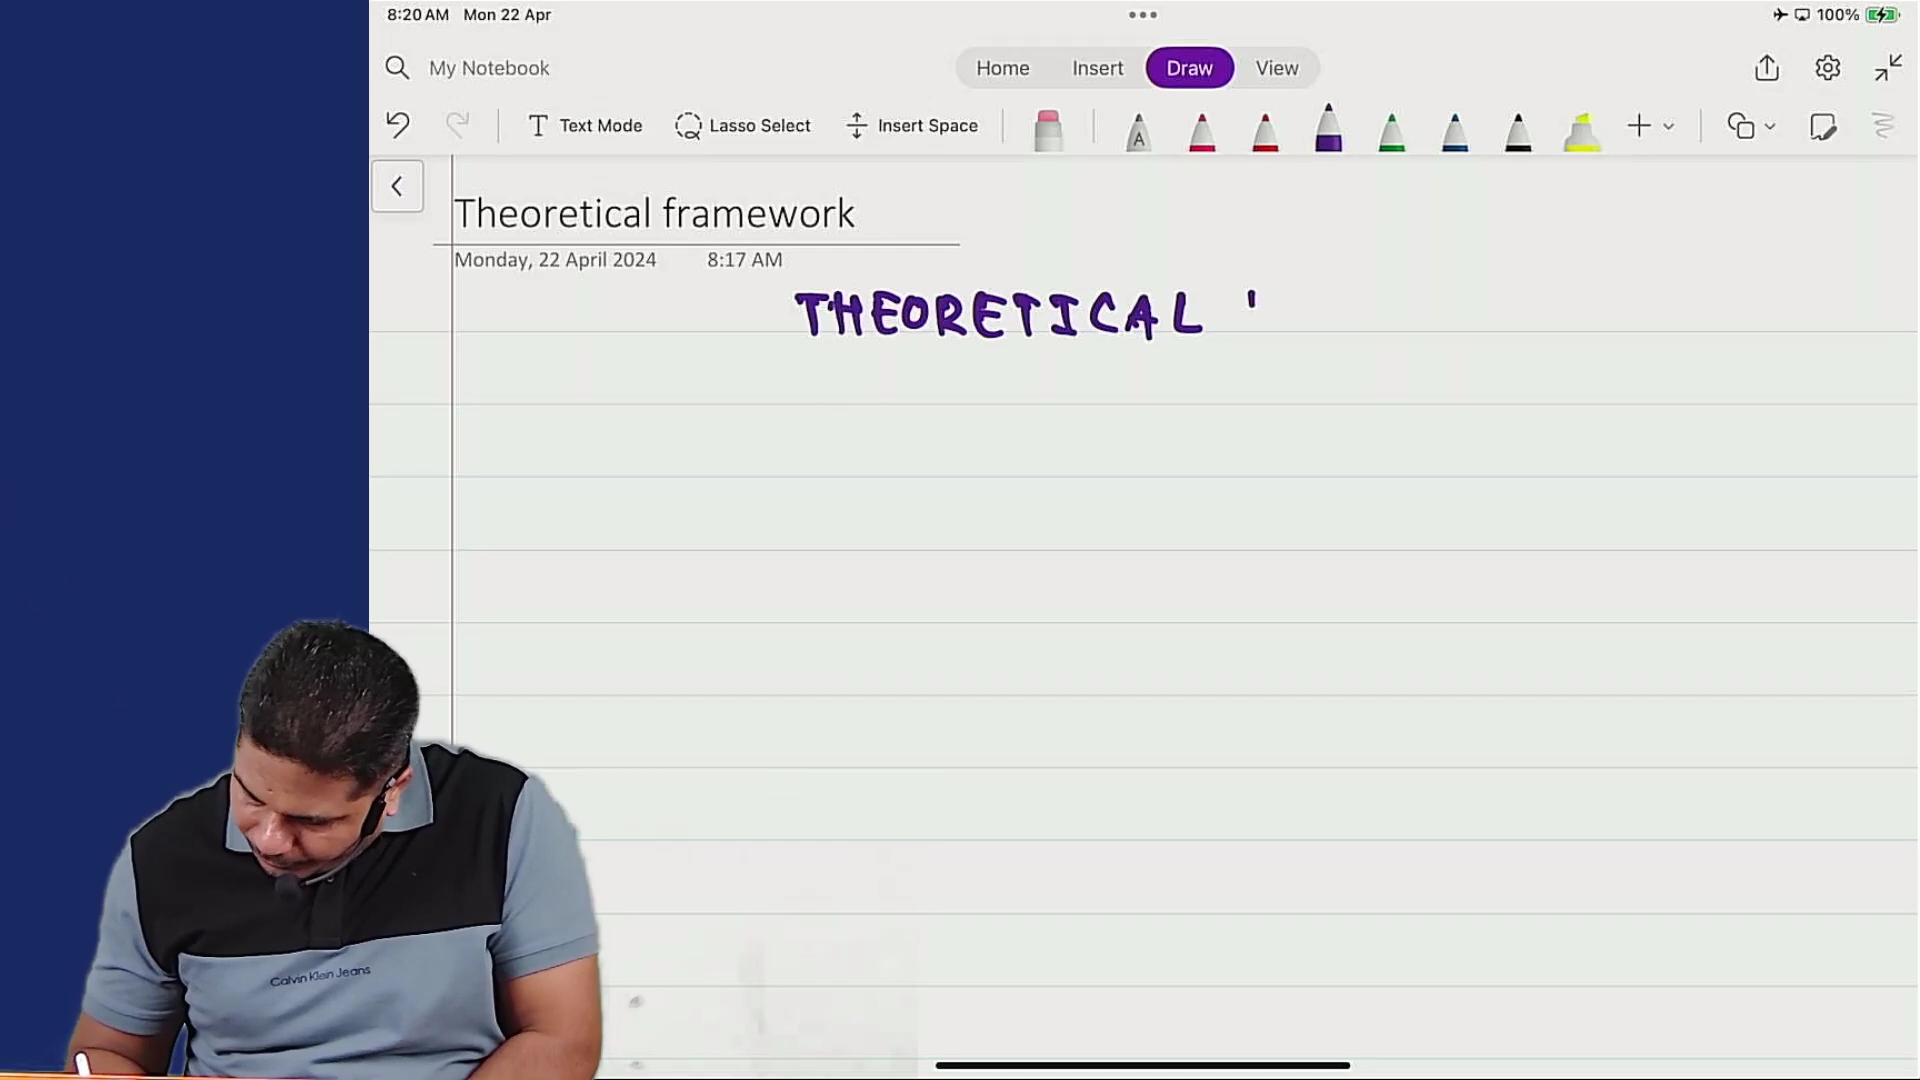 8:20 AM Mon 22 Apr
100%
My Notebook
Home Insert Draw View
T Text Mode Lasso Select Insert Space A
Theoretical framework
Monday, 22 April 2024 8:17 AM
THEORETICAL '
Calvin Klein Jeans